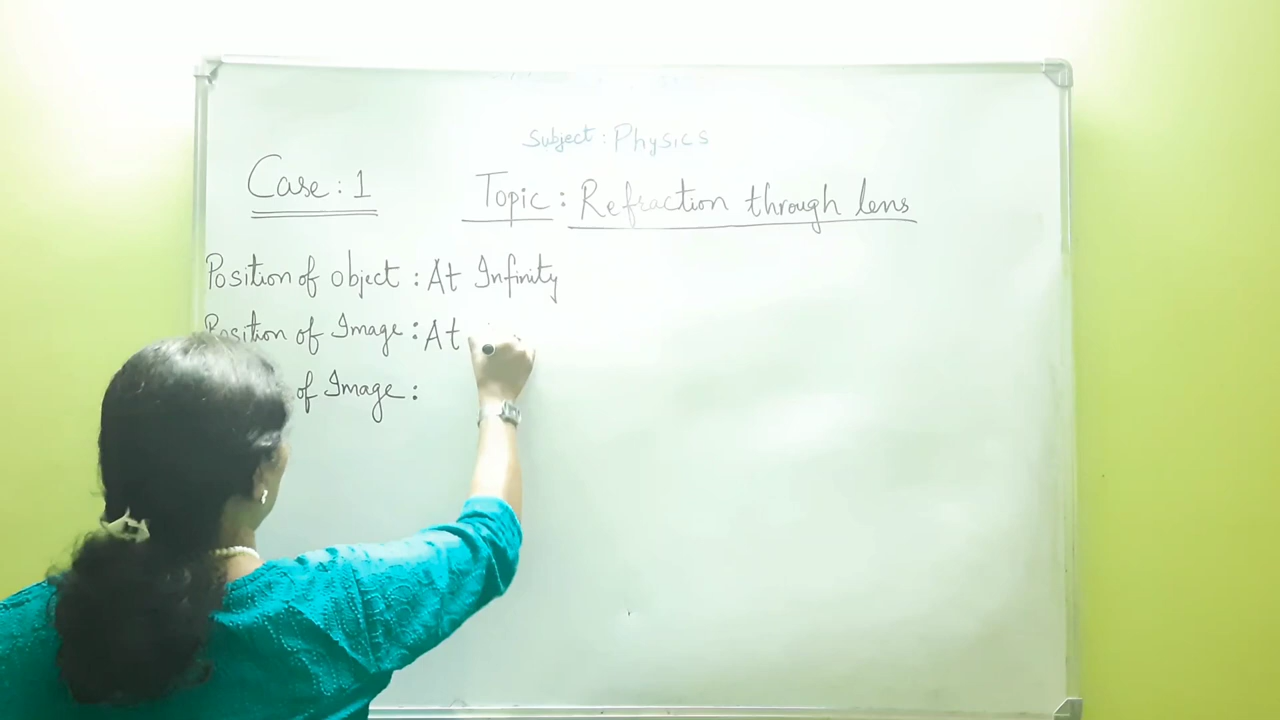 Subject : Physics
Case : 1
Topic : Refraction through lens
Position of object : At Infinity
Position of Image : At
of Image :